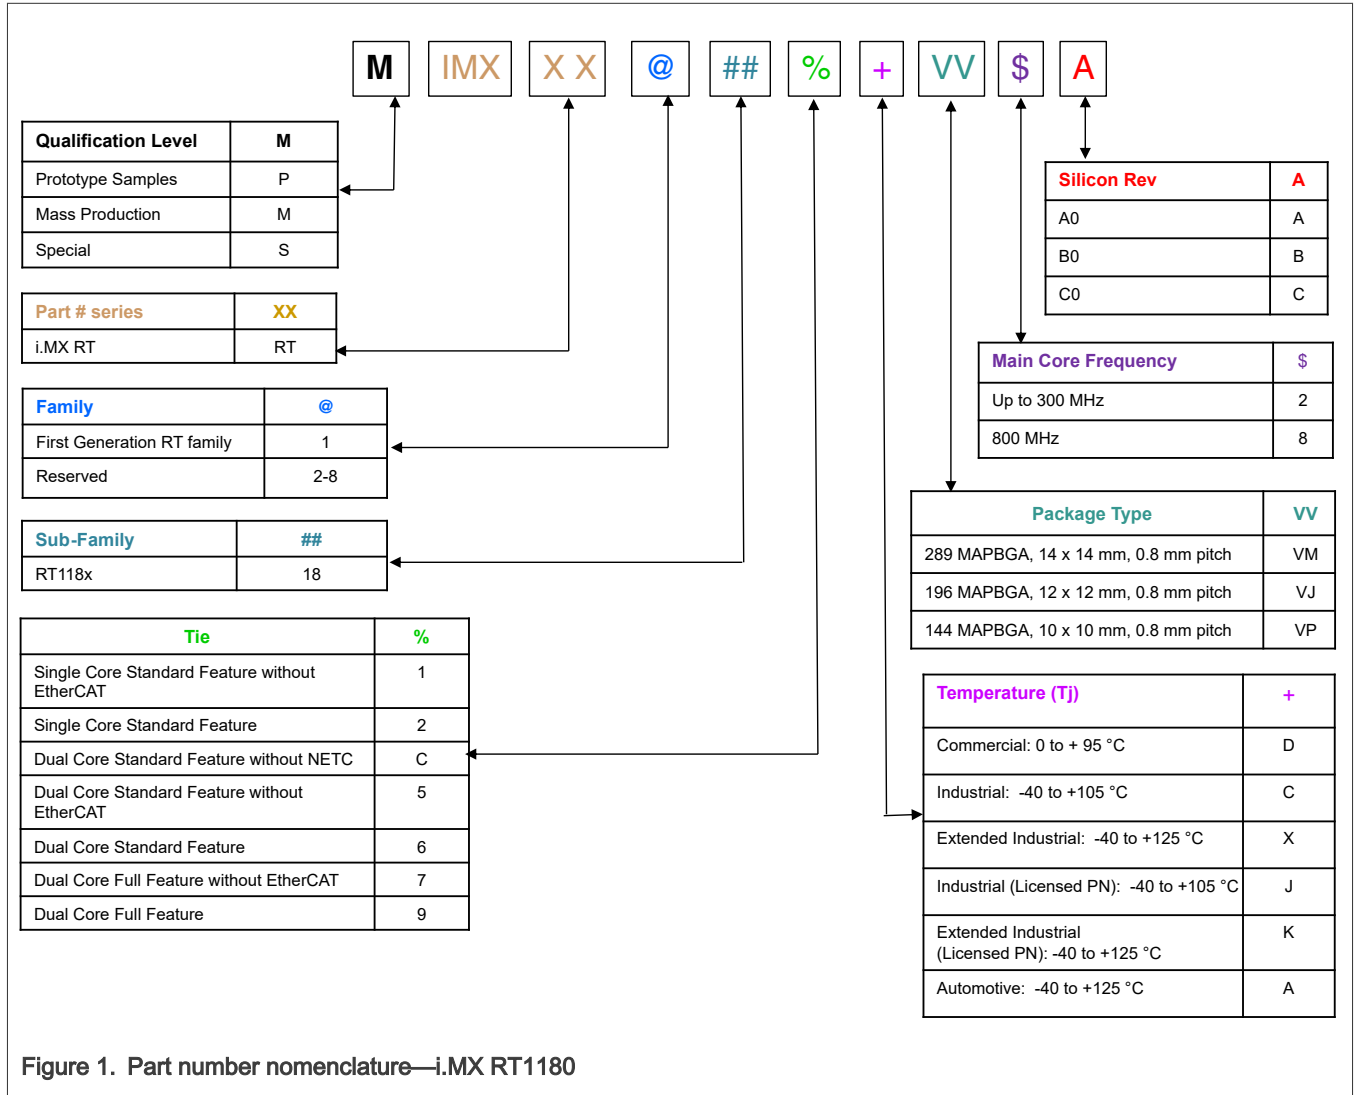 M IMX X X @ ## % + VV $ A
Qualification Level M
Prototype Samples P
Mass Production M
Special S
Part # series XX
i.MX RT RT
Family @
First Generation RT family 1
Reserved 2-8
Sub-Family ##
RT118x 18
Tie %
Single Core Standard Feature without
EtherCAT 1
Single Core Standard Feature 2
Dual Core Standard Feature without NETC C
Dual Core Standard Feature without
EtherCAT 5
Dual Core Standard Feature 6
Dual Core Full Feature without EtherCAT 7
Dual Core Full Feature 9
Silicon Rev A
A0 A
B0 B
C0 C
Main Core Frequency $
Up to 300 MHz 2
800 MHz 8
Package Type VV
289 MAPBGA, 14 x 14 mm, 0.8 mm pitch VM
196 MAPBGA, 12 x 12 mm, 0.8 mm pitch VJ
144 MAPBGA, 10 x 10 mm, 0.8 mm pitch VP
Temperature (Tj) +
Commercial: 0 to + 95 °C D
Industrial: -40 to +105 °C C
Extended Industrial: -40 to +125 °C X
Industrial (Licensed PN): -40 to +105 °C J
Extended Industrial K
(Licensed PN): -40 to +125 °C
Automotive: -40 to +125 °C A
Figure 1. Part number nomenclature—i.MX RT1180